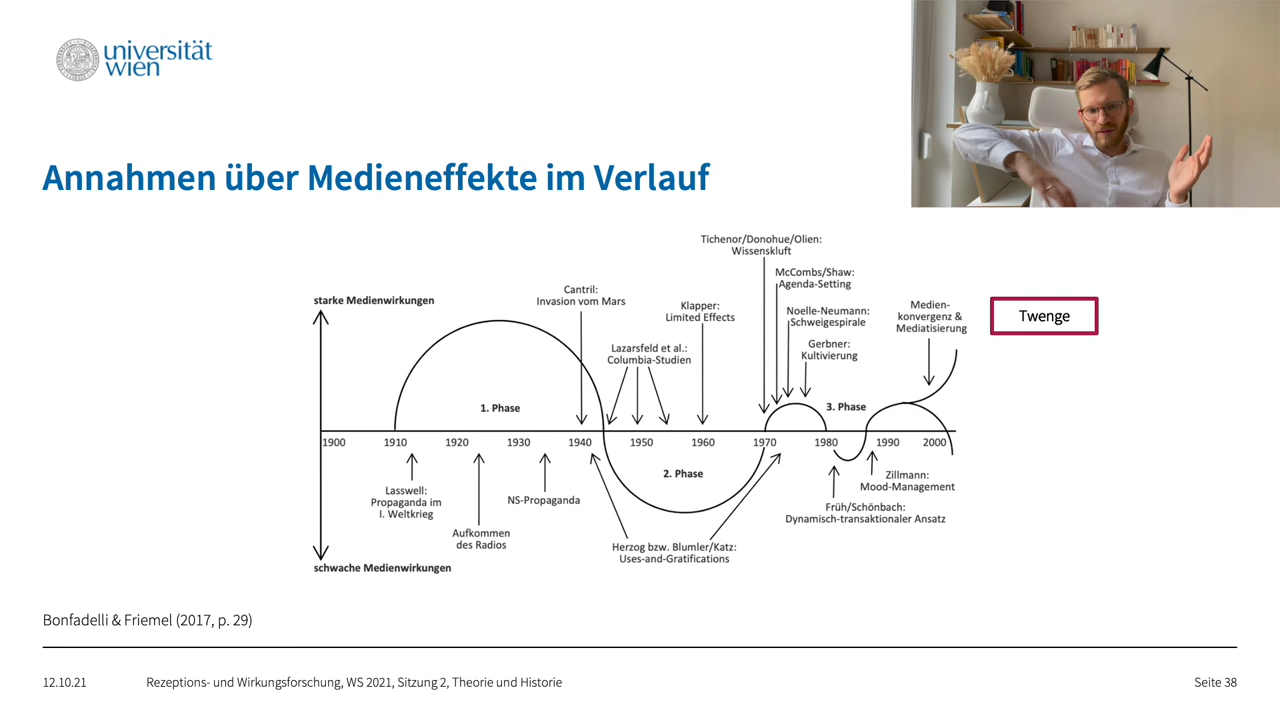 universität
wien
Annahmen über Medieneffekte im Verlauf
Tichenor/Donohue/Olien:
Wissenskluft
McCombs/Shaw:
Agenda-Setting
Cantril:
Invasion vom Mars
starke Medienwirkungen
Klapper:
Limited Effects
Noelle-Neumann:
Schweigespirale
Medien-
konvergenz &
Mediatisierung
Twenge
Lazarsfeld et al.:
Columbia-Studien
Gerbner:
Kultivierung
1. Phase
3. Phase
1900 1910 1920 1930 1940 1950 1960 1970 1980 1990 2000
2. Phase
Zillmann:
Mood-Management
Lasswell:
Propaganda im
I. Weltkrieg
NS-Propaganda
Früh/Schönbach:
Dynamisch-transaktionaler Ansatz
Aufkommen
des Radios
Herzog bzw. Blumler/Katz:
Uses-and-Gratifications
schwache Medienwirkungen
Bonfadelli & Friemel (2017, p. 29)
12.10.21 Rezeptions- und Wirkungsforschung, WS 2021, Sitzung 2, Theorie und Historie Seite 38